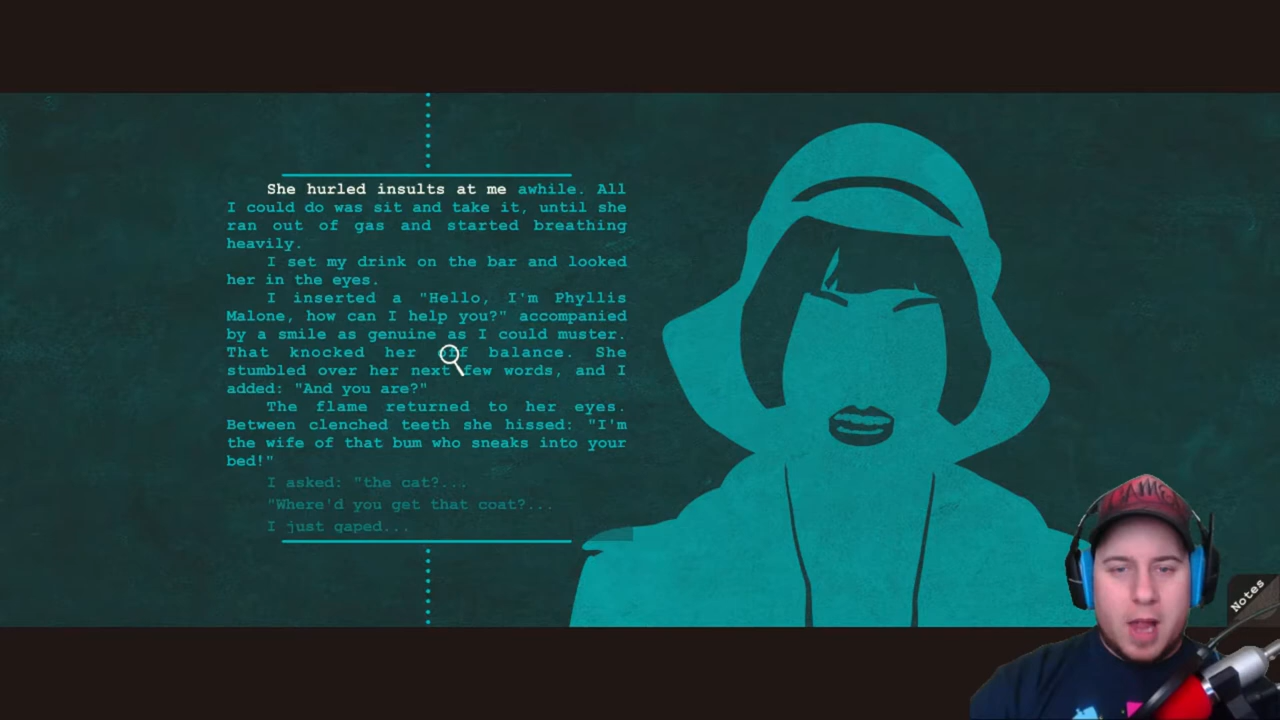 She hurled insults at me awhile. All
I could do was sit and take it, until she
ran out of gas and started breathing
heavily.
I set my drink on the bar and looked
her in the eyes.
I inserted a "Hello, I'm Phyllis
Malone, how can I help you?" accompanied
by a smile as genuine as I could muster.
That knocked her off balance. She
stumbled over her next few words, and I
added: "And you are?"
The flame returned to her eyes.
Between clenched teeth she hissed: "I'm
the wife of that bum who sneaks into your
bed!"
I asked: "the cat?...
"Where'd you get that coat?...
I just gaped...
Notes